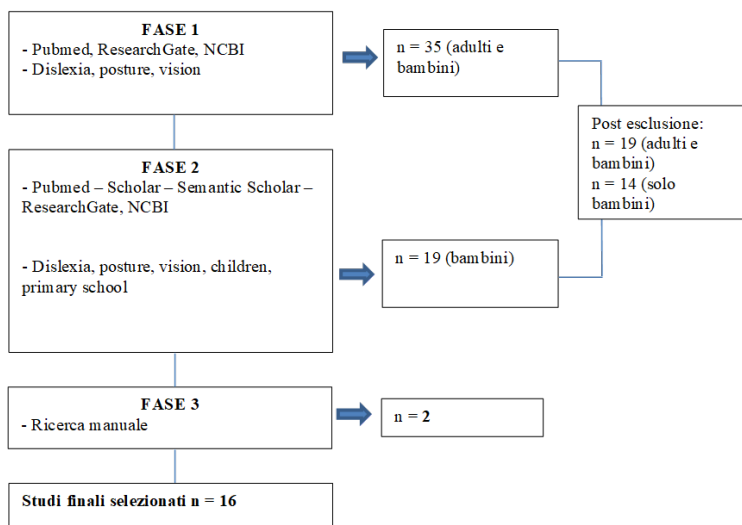 FASE 1
- Pubmed, ResearchGate, NCBI
- Dislexia, posture, vision
n = 35 (adulti e
bambini)
Post esclusione:
n = 19 (adulti e
bambini)
n = 14 (solo
bambini)
FASE 2
- Pubmed – Scholar – Semantic Scholar –
ResearchGate, NCBI
- Dislexia, posture, vision, children,
primary school
n = 19 (bambini)
FASE 3
- Ricerca manuale
n = 2
Studi finali selezionati n = 16